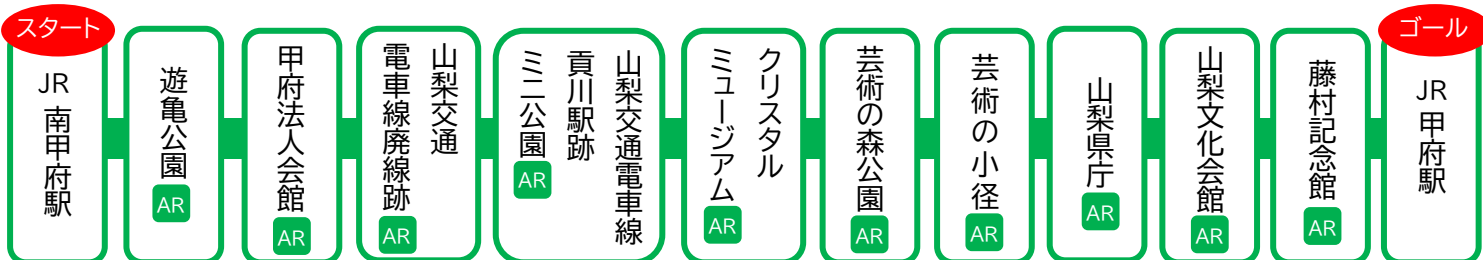 スタート
JR 南甲府駅
遊亀公園
AR
甲府法人会館
AR
山梨交通
電車線廃線跡
AR
山梨交通電車線
貢川駅跡
ミニ公園
AR
クリスタル
ミュージアム
AR
芸術の森公園
AR
芸術の小径
AR
山梨県庁
AR
山梨文化会館
AR
藤村記念館
AR
ゴール
JR 甲府駅